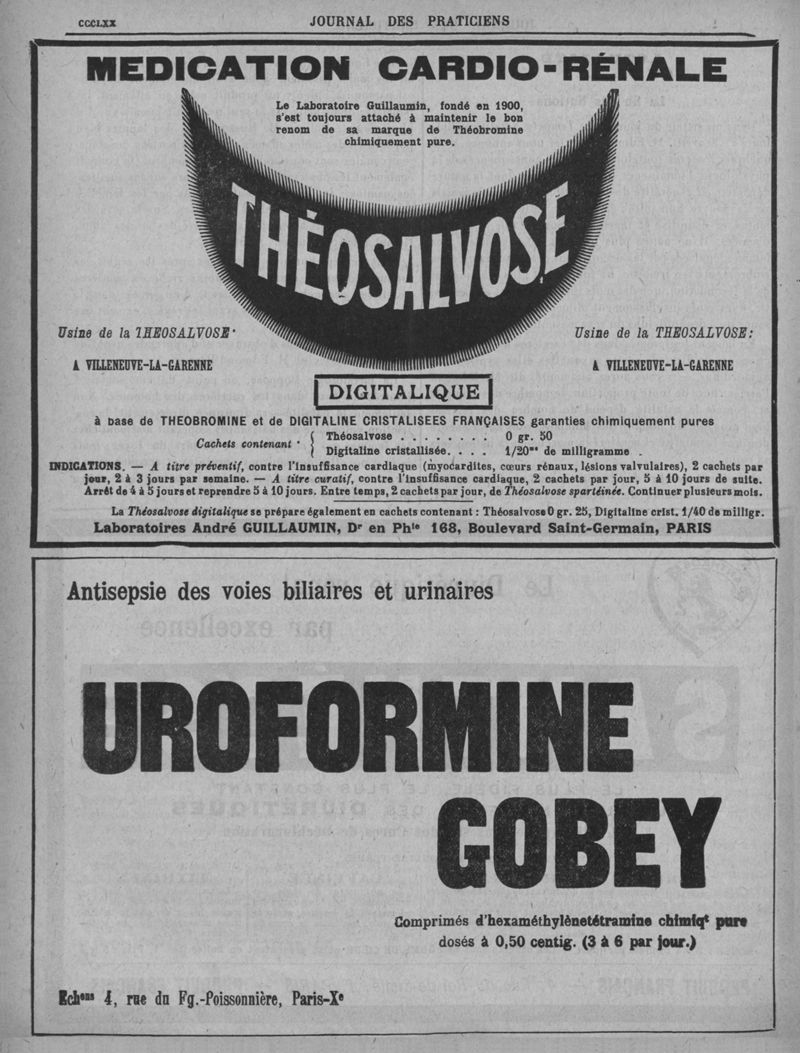 CCCLXX
JOURNAL DES PRATICIENS
MEDICATION CARDIO-RÉNALE
Le Laboratoire Guillaumin, fondé en 1900,
s'est toujours attaché à maintenir le bon
renom de sa marque de Théobromine
chimiquement pure.
THÉOSALVOSE
Usine de la THEOSALVOSE
A VILLENEUVE-LA-GARENNE
Usine de la THEOSALVOSE:
A VILLENEUVE-LA-GARENNE
DIGITALIQUE
à base de THEOBROMINE et de DIGITALINE CRISTALISEES FRANÇAISES garanties chimiquement pures
Cachets contenant { Théosalvose . . . . . . . . 0 gr. 50
Digitaline cristallisée. . . . 1/20me de milligramme .
INDICATIONS. — A titre préventif, contre l'insuffisance cardiaque (myocardites, cœurs rénaux, lésions valvulaires), 2 cachets par
jour, 2 à 3 jours par semaine. — A titre curatif, contre l'insuffisance cardiaque, 2 cachets par jour, 5 à 10 jours de suite.
Arrêt de 4 à 5 jours et reprendre 5 à 10 jours. Entre temps, 2 cachets par jour, de Théosalvose spartéinée. Continuer plusieurs mois.
La Théosalvose digitalique se prépare également en cachets contenant : Théosalvose 0 gr. 25, Digitaline crist. 1/40 de milligr.
Laboratoires André GUILLAUMIN, Dr en Phie 168, Boulevard Saint-Germain, PARIS
Antisepsie des voies biliaires et urinaires
UROFORMINE
GOBEY
Comprimés d'hexaméthylènetétramine chimiqt pure
dosés à 0,50 centig. (3 à 6 par jour.)
Echons 4, rue du Fg.-Poissonnière, Paris-Xe